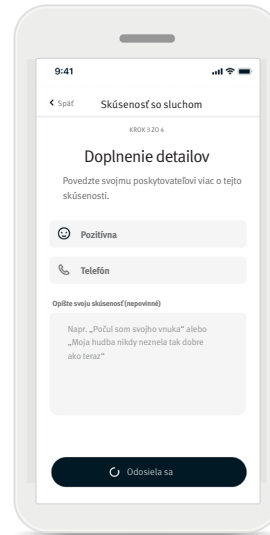 9:41
Späť
Skúsenosť so sluchom
KROK 3 ZO 4
Doplnenie detailov
Povedzte svojmu poskytovateľovi viac o tejto
skúsenosti.
Pozitívna
Telefón
Opíšte svoju skúsenosť (nepovinné)
Napr. „Počul som svojho vnuka“ alebo
„Moja hudba nikdy neznela tak dobre
ako teraz“
Odosiela sa